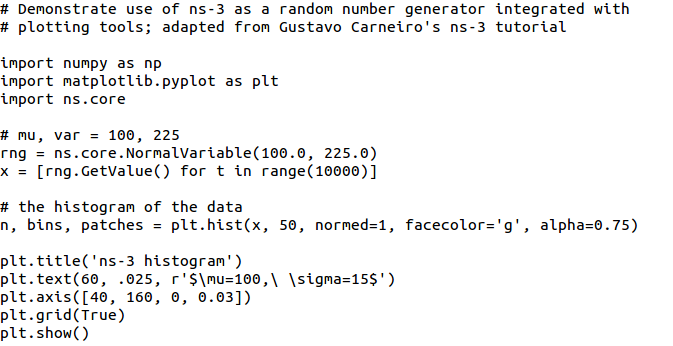 # Demonstrate use of ns-3 as a random number generator integrated with
# plotting tools; adapted from Gustavo Carneiro's ns-3 tutorial
import numpy as np
import matplotlib.pyplot as plt
import ns.core
# mu, var = 100, 225
rng = ns.core.NormalVariable(100.0, 225.0)
x = [rng.GetValue() for t in range(10000)]
# the histogram of the data
n, bins, patches = plt.hist(x, 50, normed=1, facecolor='g', alpha=0.75)
plt.title('ns-3 histogram')
plt.text(60, .025, r'$\mu=100,\ \sigma=15$')
plt.axis([40, 160, 0, 0.03])
plt.grid(True)
plt.show()